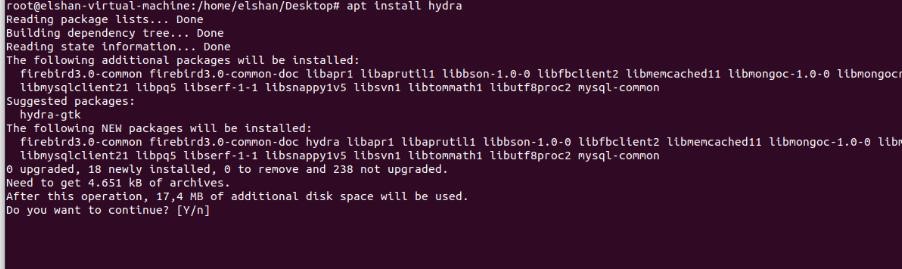 root@elshan-virtual-machine:/home/elshan/Desktop# apt install hydra
Reading package lists... Done
Building dependency tree... Done
Reading state information... Done
The following additional packages will be installed:
firebird3.0-common firebird3.0-common-doc libapr1 libaprutil1 libbson-1.0-0 libfbclient2 libmemcached11 libmongoc-1.0-0
libmysqlclient21 libpq5 libserf-1-1 libsnappy1v5 libsvn1 libtommath1 libutf8proc2 mysql-common
Suggested packages:
hydra-gtk
The following NEW packages will be installed:
firebird3.0-common firebird3.0-common-doc hydra libapr1 libaprutil1 libbson-1.0-0 libfbclient2 libmemcached11 libmongoc-1.0-0
libmysqlclient21 libpq5 libserf-1-1 libsnappy1v5 libsvn1 libtommath1 libutf8proc2 mysql-common
0 upgraded, 18 newly installed, 0 to remove and 238 not upgraded.
Need to get 4.651 kB of archives.
After this operation, 17,4 MB of additional disk space will be used.
Do you want to continue? [Y/n]